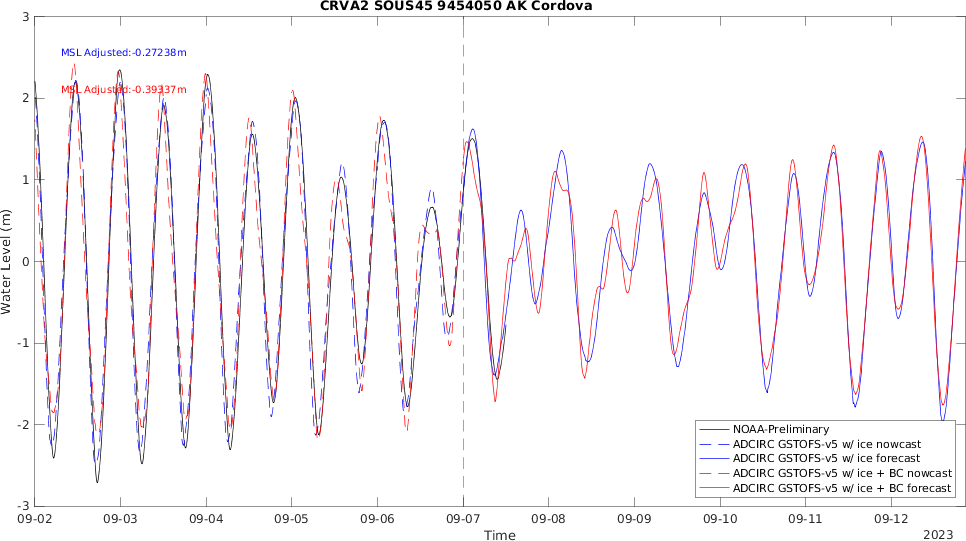 CRVA2 SOUS45 9454050 AK Cordova
MSL Adjusted:-0.27238m
MSL Adjusted:-0.39337m
Water Level (m)
3
2
1
0
-1
-2
-3
NOAA-Preliminary
ADCIRC GSTOFS-v5 w/ ice nowcast
ADCIRC GSTOFS-v5 w/ ice forecast
ADCIRC GSTOFS-v5 w/ ice + BC nowcast
ADCIRC GSTOFS-v5 w/ ice + BC forecast
09-02 09-03 09-04 09-05 09-06 09-07 09-08 09-09 09-10 09-11 09-12
Time
2023